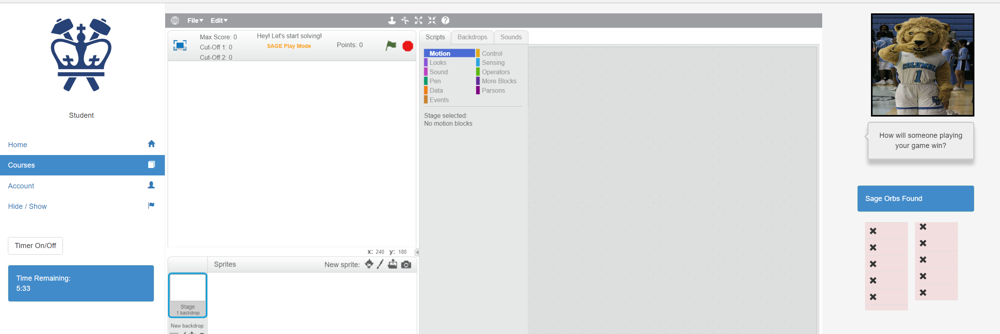 Student
Home
Courses
Account
Hide / Show
Timer On/Off
Time Remaining:
5:33
File Edit
Max Score: 0
Cut-Off 1: 0
Cut-Off 2: 0
Hey! Let's start solving!
SAGE Play Mode
Points: 0
x: 240 y: 180
Sprites
New sprite:
Stage
1 backdrop
New backdrop:
Scripts Backdrops Sounds
Motion Control
Looks Sensing
Sound Operators
Pen More Blocks
Data Parsons
Events
Stage selected:
No motion blocks
COLUMBI
1
How will someone playing
your game win?
Sage Orbs Found